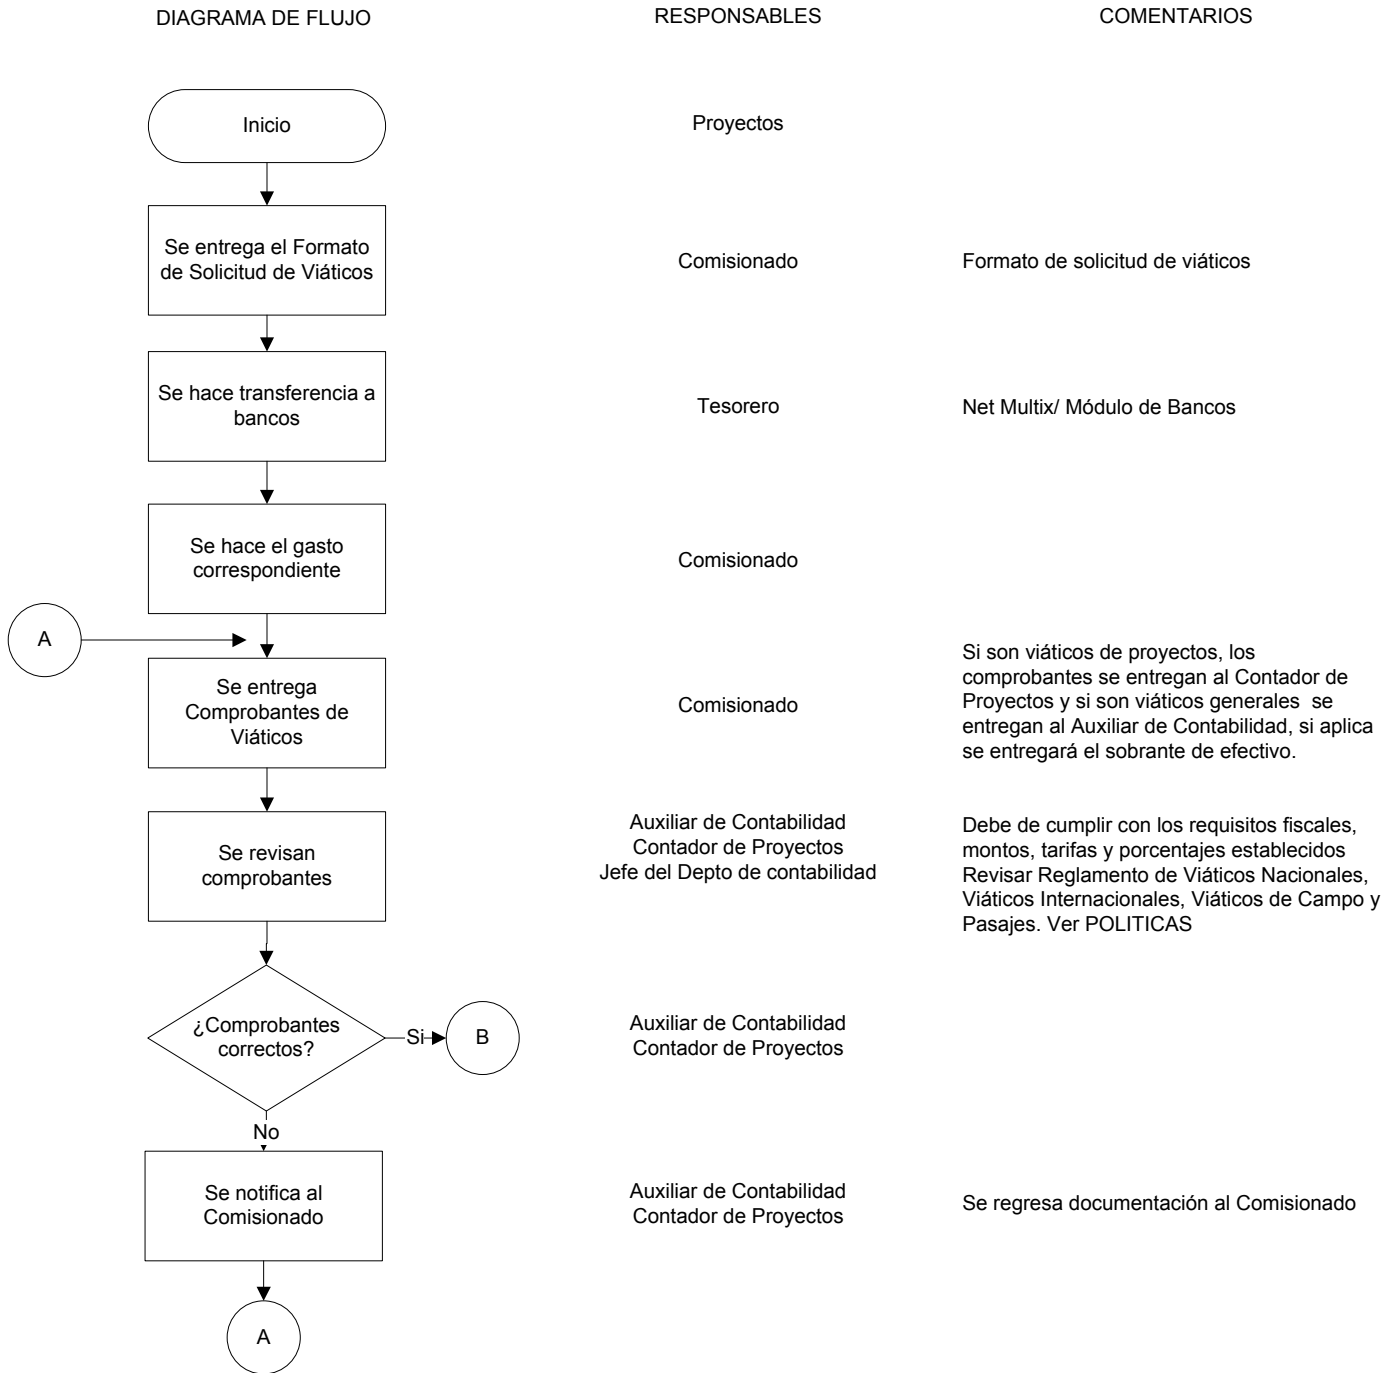 DIAGRAMA DE FLUJO
RESPONSABLES
COMENTARIOS
Inicio
Proyectos
Se entrega el Formato
de Solicitud de Viáticos
Comisionado
Formato de solicitud de viáticos
Se hace transferencia a
bancos
Tesorero
Net Multix/ Módulo de Bancos
Se hace el gasto
correspondiente
Comisionado
A
Se entrega
Comprobantes de
Viáticos
Comisionado
Si son viáticos de proyectos, los
comprobantes se entregan al Contador de
Proyectos y si son viáticos generales  se
entregan al Auxiliar de Contabilidad, si aplica
se entregará el sobrante de efectivo.
Se revisan
comprobantes
Auxiliar de Contabilidad
Contador de Proyectos
Jefe del Depto de contabilidad
Debe de cumplir con los requisitos fiscales,
montos, tarifas y porcentajes establecidos
Revisar Reglamento de Viáticos Nacionales,
Viáticos Internacionales, Viáticos de Campo y
Pasajes. Ver POLITICAS
¿Comprobantes
correctos?
Si
B
Auxiliar de Contabilidad
Contador de Proyectos
No
Se notifica al
Comisionado
Auxiliar de Contabilidad
Contador de Proyectos
Se regresa documentación al Comisionado
A